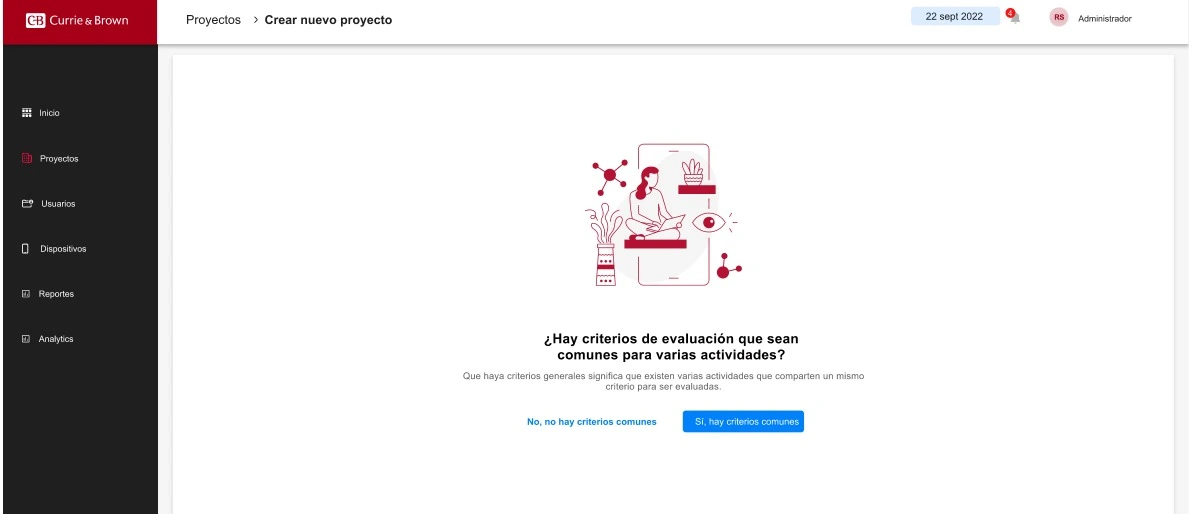 CB Currie & Brown
Proyectos > Crear nuevo proyecto
22 sept 2022
4
RS
Administrador
Inicio
Proyectos
Usuarios
Dispositivos
Reportes
Analytics
¿Hay criterios de evaluación que sean
comunes para varias actividades?
Que haya criterios generales significa que existen varias actividades que comparten un mismo
criterio para ser evaluadas.
No, no hay criterios comunes
Sí, hay criterios comunes